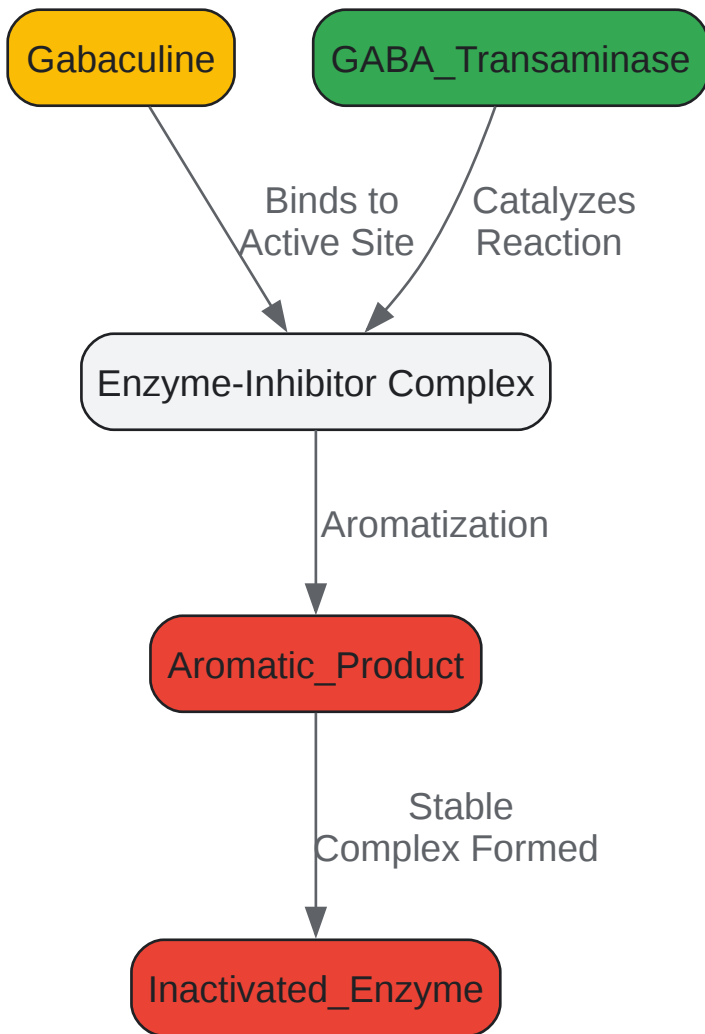 Gabaculine
GABA_Transaminase
Binds to
Active Site
Catalyzes
Reaction
Enzyme-Inhibitor Complex
Aromatization
Aromatic_Product
Stable
Complex Formed
Inactivated_Enzyme